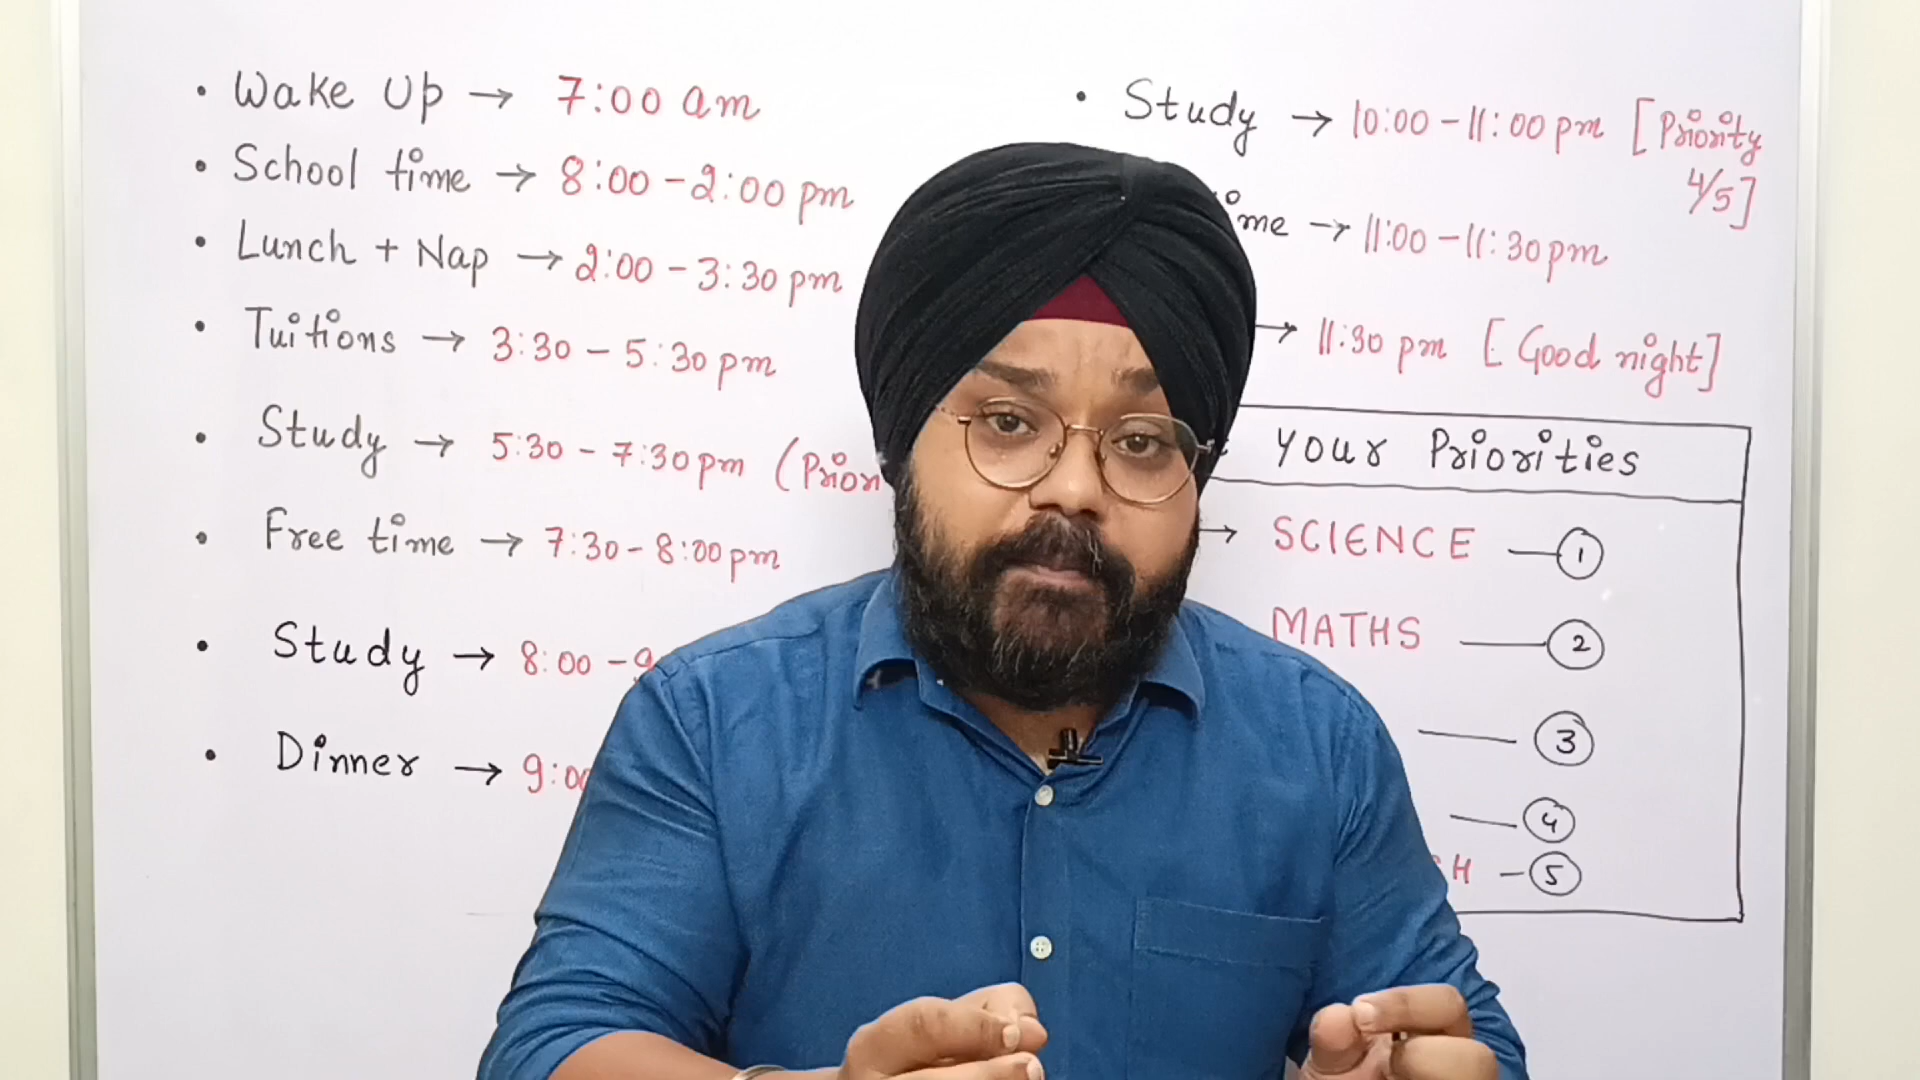 • Wake Up → 7:00 am
• School time → 8:00 - 2:00 pm
• Lunch + Nap → 2:00 - 3:30 pm
• Tuitions → 3:30 - 5:30 pm
• Study → 5:30 - 7:30 pm
• Free time → 7:30 - 8:00 pm
• Study → 8:00 -
• Dinner →
• Study → 10:00 - 11:00 pm [Priority
4/5]
→ 11:00 - 11:30 pm
→ 11:30 pm [Good night]
Your Priorities
→ SCIENCE — 1
MATHS — 2
— 3
— 4
— 5